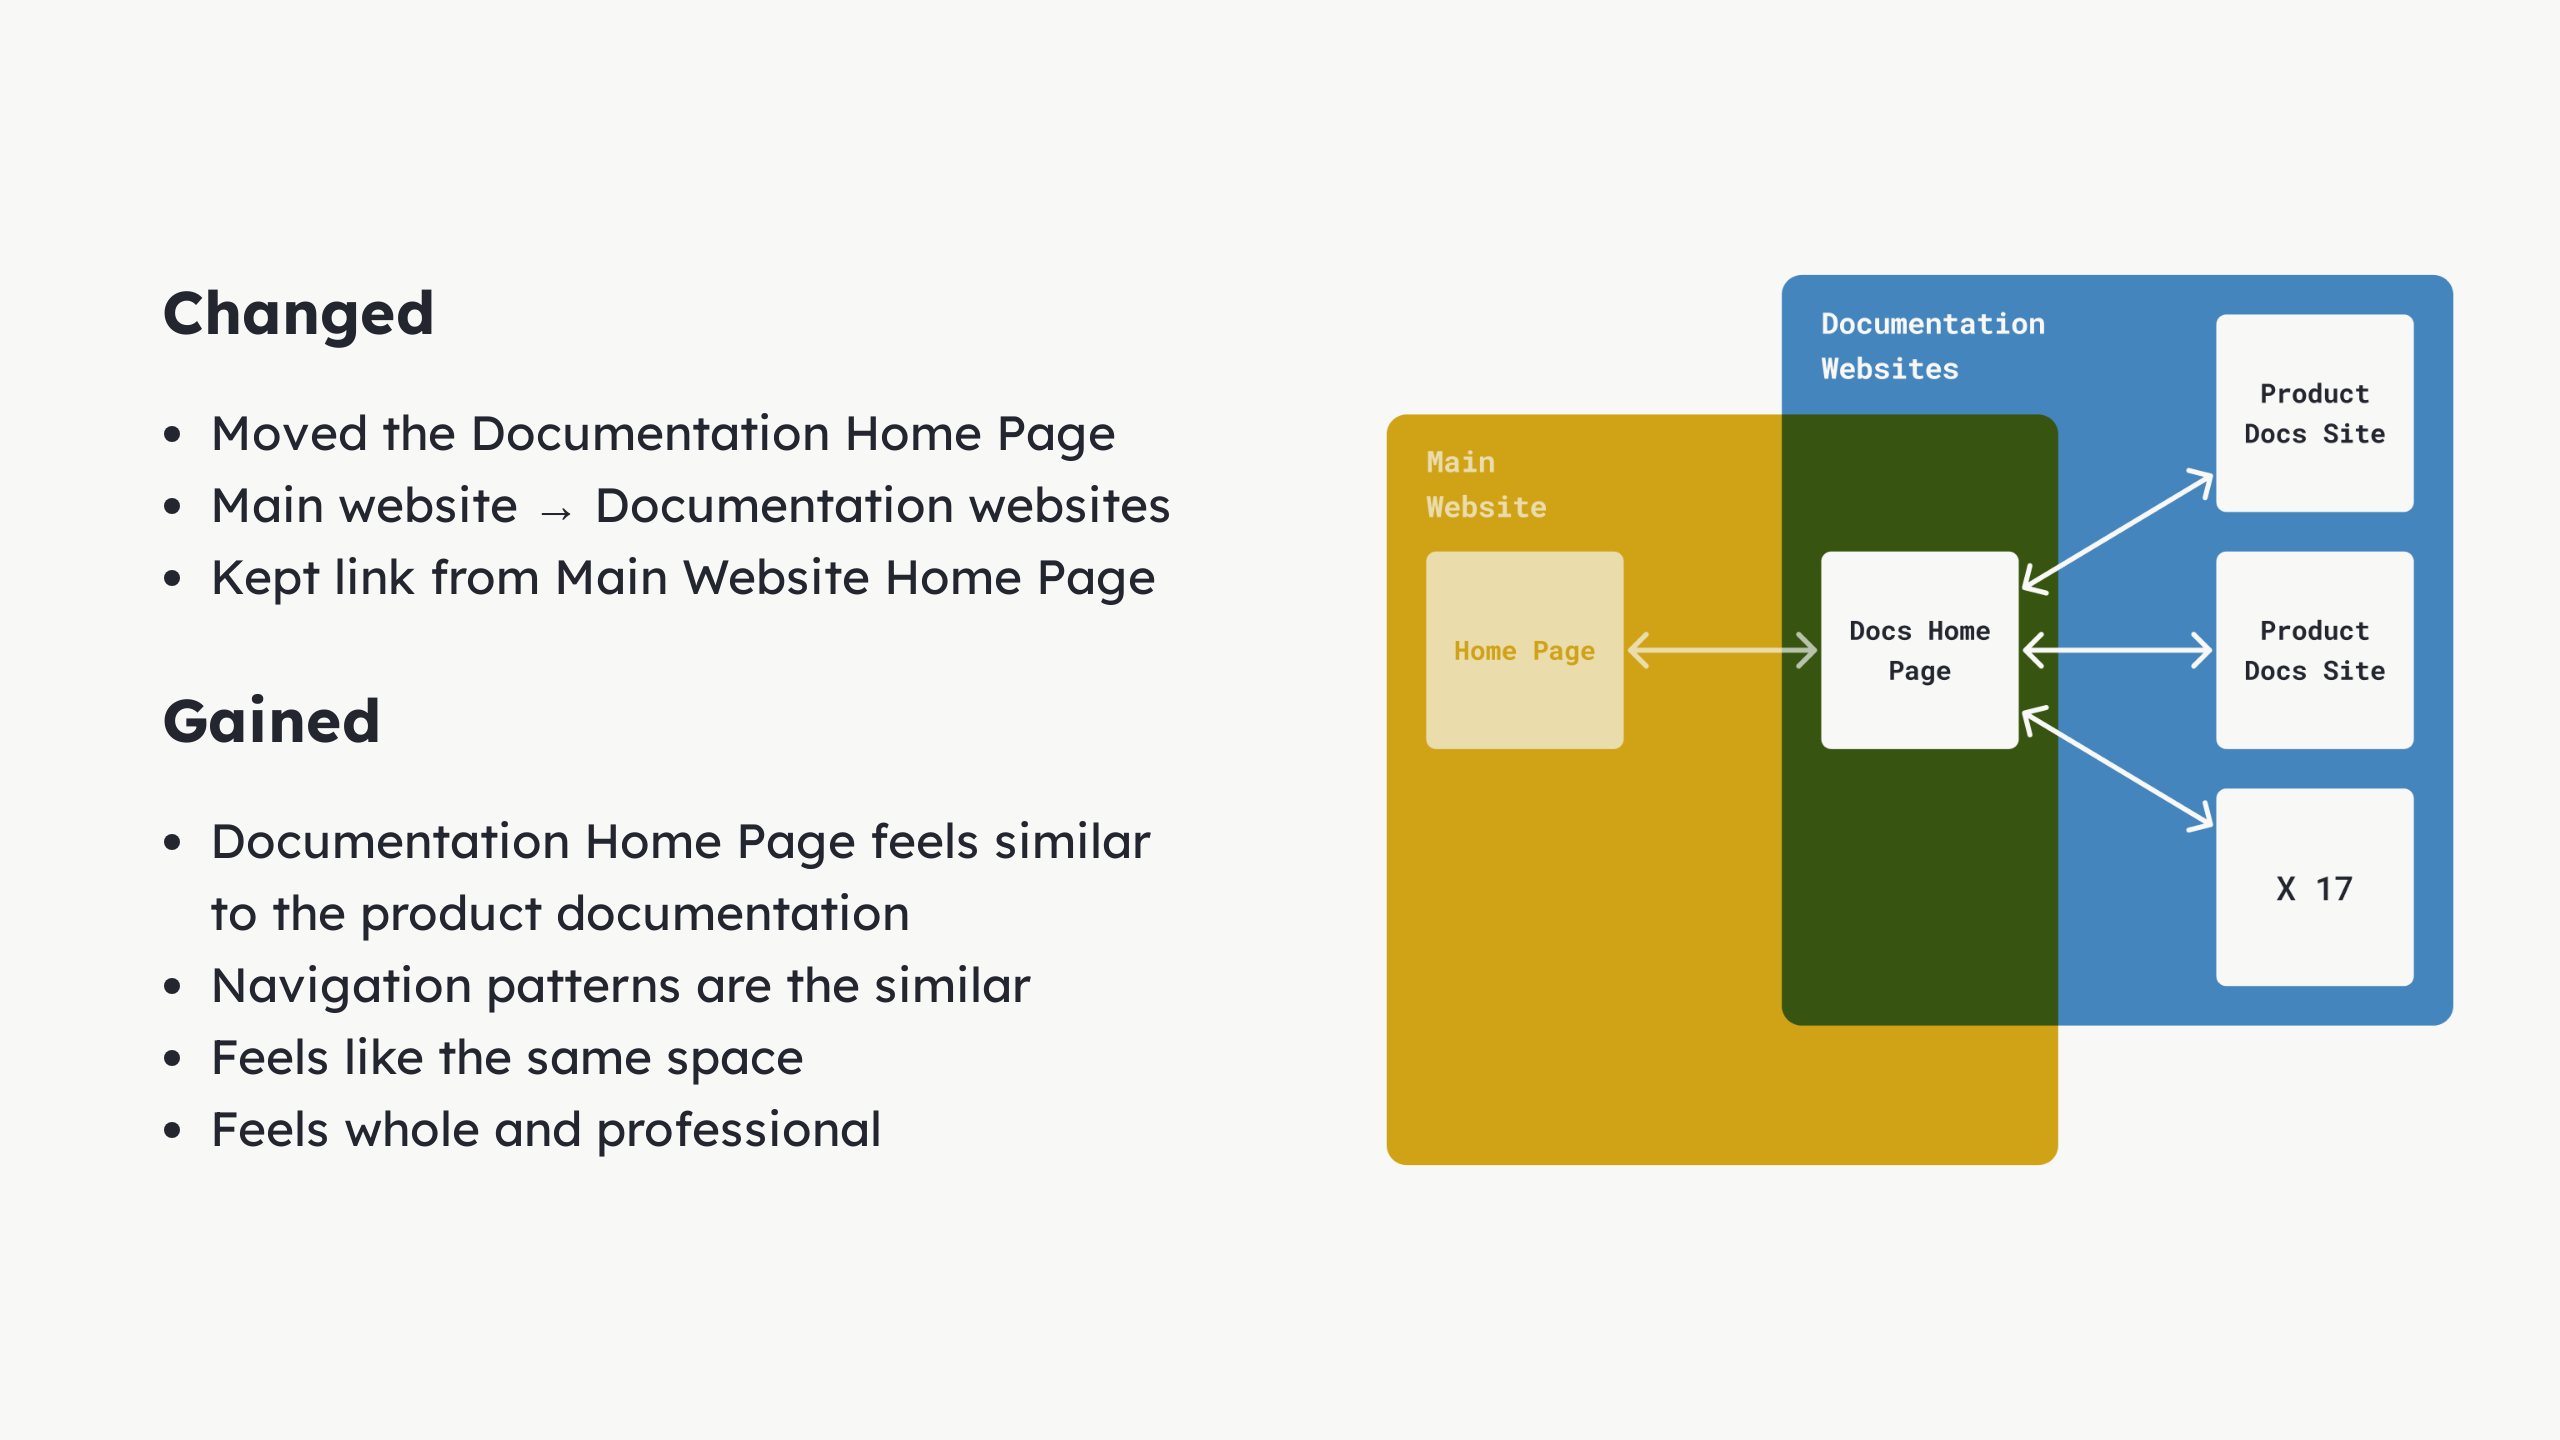 Changed
• Moved the Documentation Home Page
• Main website → Documentation websites
• Kept link from Main Website Home Page
Gained
• Documentation Home Page feels similar
to the product documentation
• Navigation patterns are the similar
• Feels like the same space
• Feels whole and professional
Documentation
Websites
Main
Website
Home Page
Docs Home
Page
Product
Docs Site
Product
Docs Site
X 17